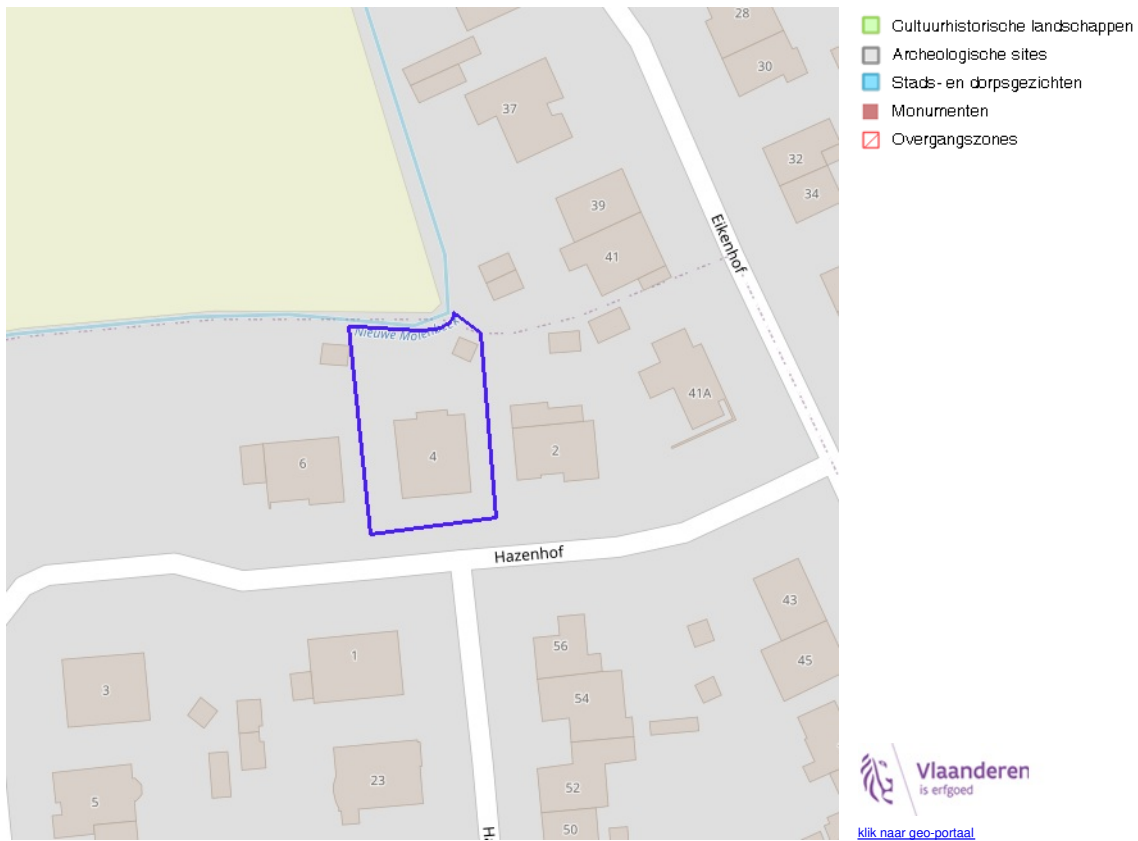 28
30
37
32
34
39
41
Eikenhof
41A
4
2
6
Hazenhof
43
45
56
54
52
50
1
3
23
5
Ha
Cultuurhistorische landschappen
Archeologische sites
Stads- en dorpsgezichten
Monumenten
Overgangszones
Vlaanderen
is erfgoed
klik naar geo-portaal